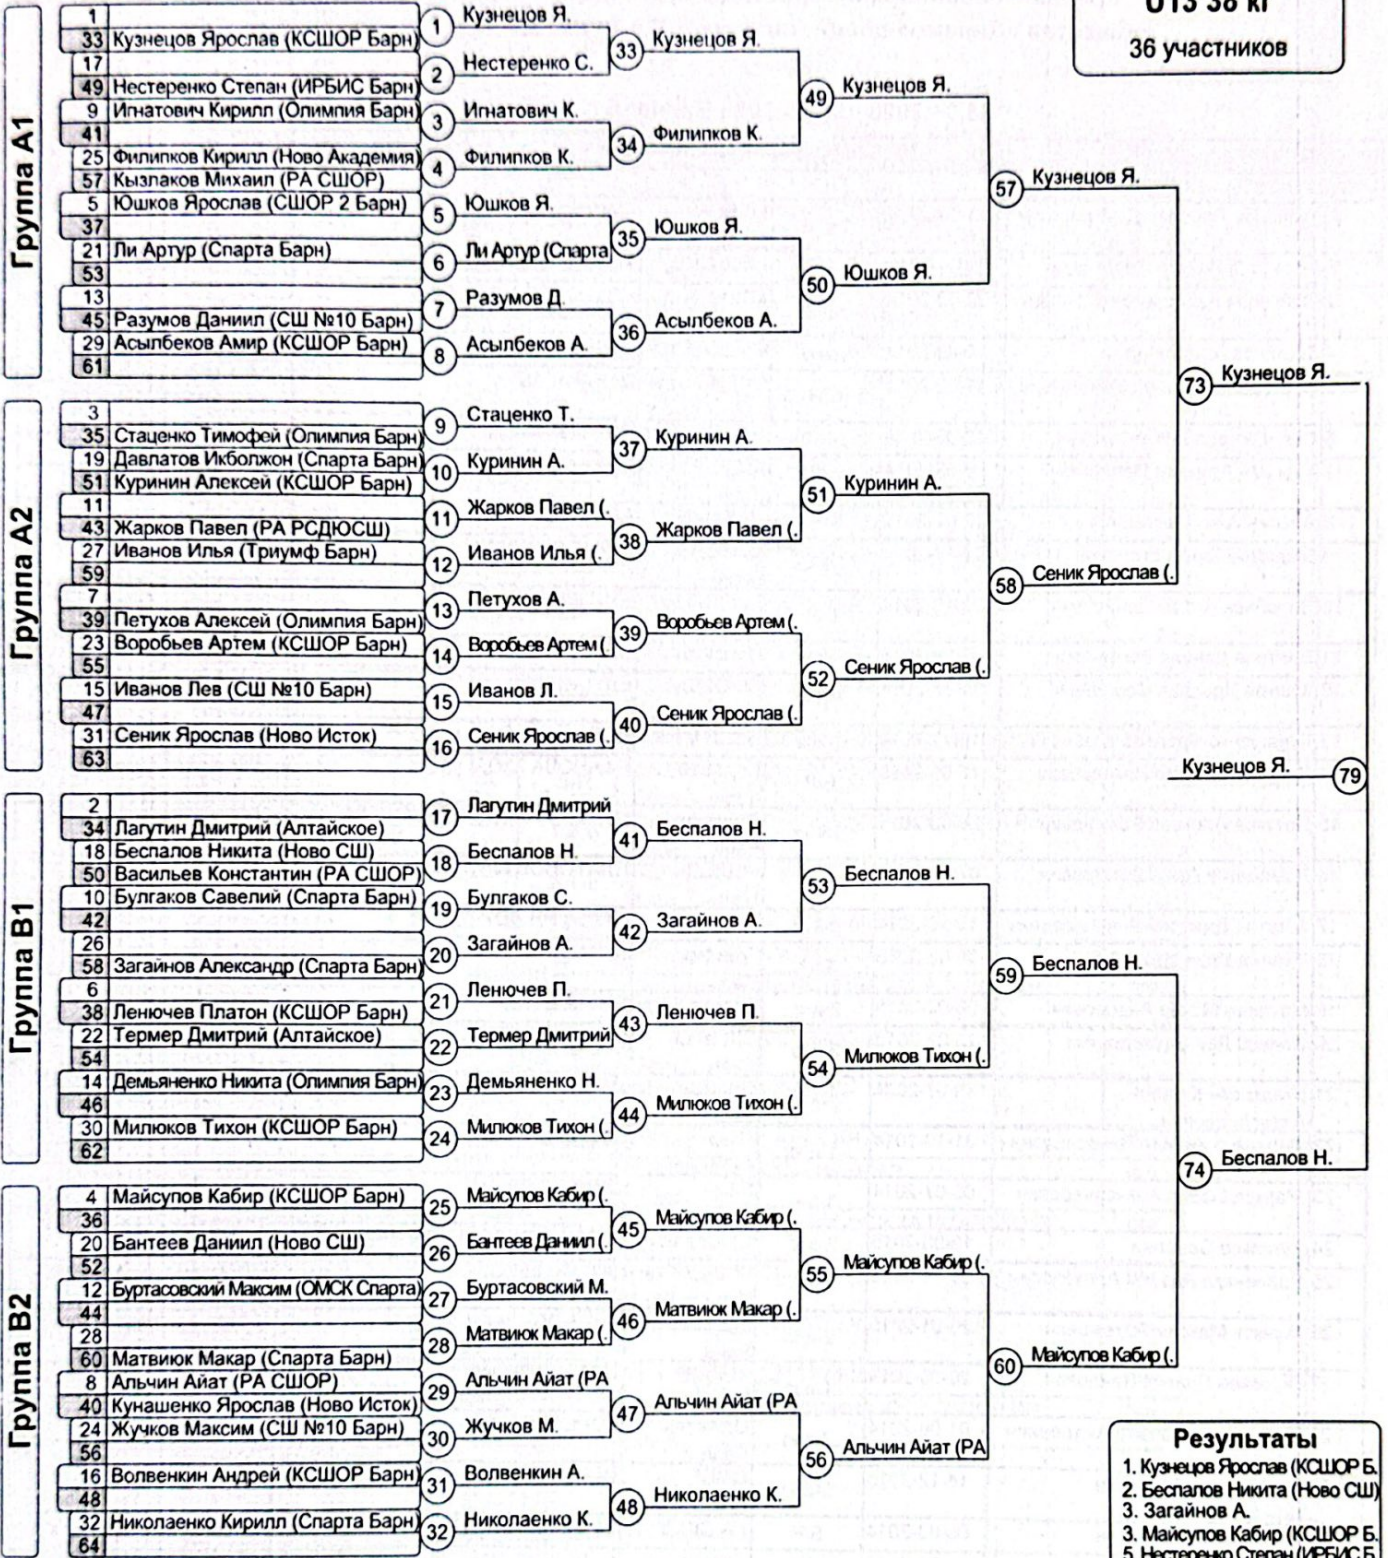 U13 38 кг
36 участников
Группа A1
1
33 Кузнецов Ярослав (КСШОР Барн)
17
49 Нестеренко Степан (ИРБИС Барн)
9 Игнатович Кирилл (Олимпия Барн)
41
25 Филипков Кирилл (Ново Академия)
57 Кызлаков Михаил (РА СШОР)
5 Юшков Ярослав (СШОР 2 Барн)
37
21 Ли Артур (Спарта Барн)
53
13
45 Разумов Даниил (СШ №10 Барн)
29 Асылбеков Амир (КСШОР Барн)
61
1 Кузнецов Я.
2 Нестеренко С.
3 Игнатович К.
4 Филипков К.
5 Юшков Я.
6 Ли Артур (Спарта
7 Разумов Д.
8 Асылбеков А.
33 Кузнецов Я.
34 Филипков К.
35 Юшков Я.
36 Асылбеков А.
49 Кузнецов Я.
50 Юшков Я.
57 Кузнецов Я.
Группа A2
3
35 Стаценко Тимофей (Олимпия Барн)
19 Давлатов Икболжон (Спарта Барн)
51 Куринин Алексей (КСШОР Барн)
11
43 Жарков Павел (РА РСДЮСШ)
27 Иванов Илья (Триумф Барн)
59
7
39 Петухов Алексей (Олимпия Барн)
23 Воробьев Артем (КСШОР Барн)
55
15 Иванов Лев (СШ №10 Барн)
47
31 Сеник Ярослав (Ново Исток)
63
9 Стаценко Т.
10 Куринин А.
11 Жарков Павел (.
12 Иванов Илья (.
13 Петухов А.
14 Воробьев Артем (.
15 Иванов Л.
16 Сеник Ярослав (.
37 Куринин А.
38 Жарков Павел (.
39 Воробьев Артем (.
40 Сеник Ярослав (.
51 Куринин А.
52 Сеник Ярослав (.
58 Сеник Ярослав (.
73 Кузнецов Я.
Кузнецов Я. 79
Группа B1
2
34 Лагутин Дмитрий (Алтайское)
18 Беспалов Никита (Ново СШ)
50 Васильев Константин (РА СШОР)
10 Булгаков Савелий (Спарта Барн)
42
26
58 Загайнов Александр (Спарта Барн)
6
38 Ленючев Платон (КСШОР Барн)
22 Термер Дмитрий (Алтайское)
54
14 Демьяненко Никита (Олимпия Барн)
46
30 Милюков Тихон (КСШОР Барн)
62
17 Лагутин Дмитрий
18 Беспалов Н.
19 Булгаков С.
20 Загайнов А.
21 Ленючев П.
22 Термер Дмитрий
23 Демьяненко Н.
24 Милюков Тихон (.
41 Беспалов Н.
42 Загайнов А.
43 Ленючев П.
44 Милюков Тихон (.
53 Беспалов Н.
54 Милюков Тихон (.
59 Беспалов Н.
Группа B2
4 Майсупов Кабир (КСШОР Барн)
36
20 Бантеев Даниил (Ново СШ)
52
12 Буртасовский Максим (ОМСК Спарта)
44
28
60 Матвиюк Макар (Спарта Барн)
8 Альчин Айат (РА СШОР)
40 Кунашенко Ярослав (Ново Исток)
24 Жучков Максим (СШ №10 Барн)
56
16 Волвенкин Андрей (КСШОР Барн)
48
32 Николаенко Кирилл (Спарта Барн)
64
25 Майсупов Кабир (.
26 Бантеев Даниил (.
27 Буртасовский М.
28 Матвиюк Макар (.
29 Альчин Айат (РА
30 Жучков М.
31 Волвенкин А.
32 Николаенко К.
45 Майсупов Кабир (.
46 Матвиюк Макар (.
47 Альчин Айат (РА
48 Николаенко К.
55 Майсупов Кабир (.
56 Альчин Айат (РА
60 Майсупов Кабир (.
74 Беспалов Н.
Результаты
1. Кузнецов Ярослав (КСШОР Б.
2. Беспалов Никита (Ново СШ)
3. Загайнов А.
3. Майсупов Кабир (КСШОР Б.
5. Нестеренко Степан (ИРБИС Б.